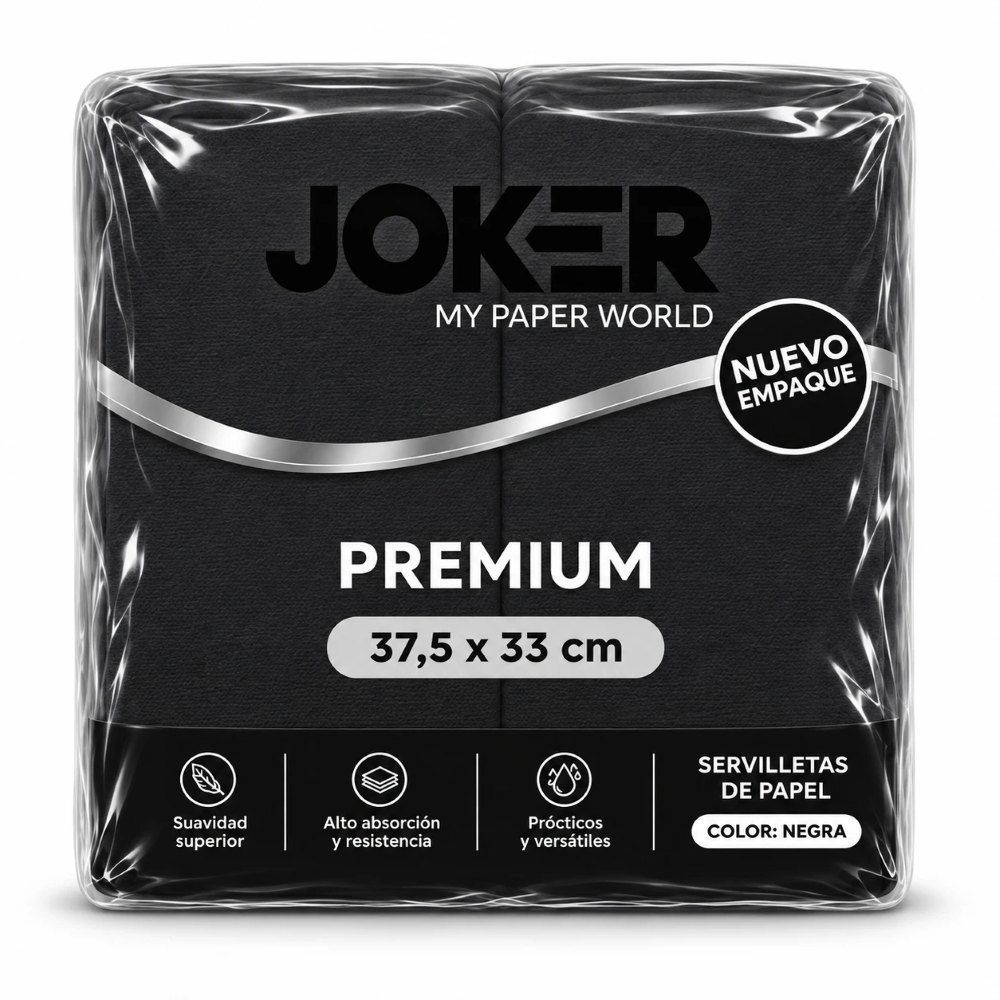 JOKER
MY PAPER WORLD
NUEVO
EMPAQUE
PREMIUM
37,5 x 33 cm
Suavidad
superior
Alto absorción
y resistencia
Prócticos
y versátiles
SERVILLETAS
DE PAPEL
COLOR: NEGRA